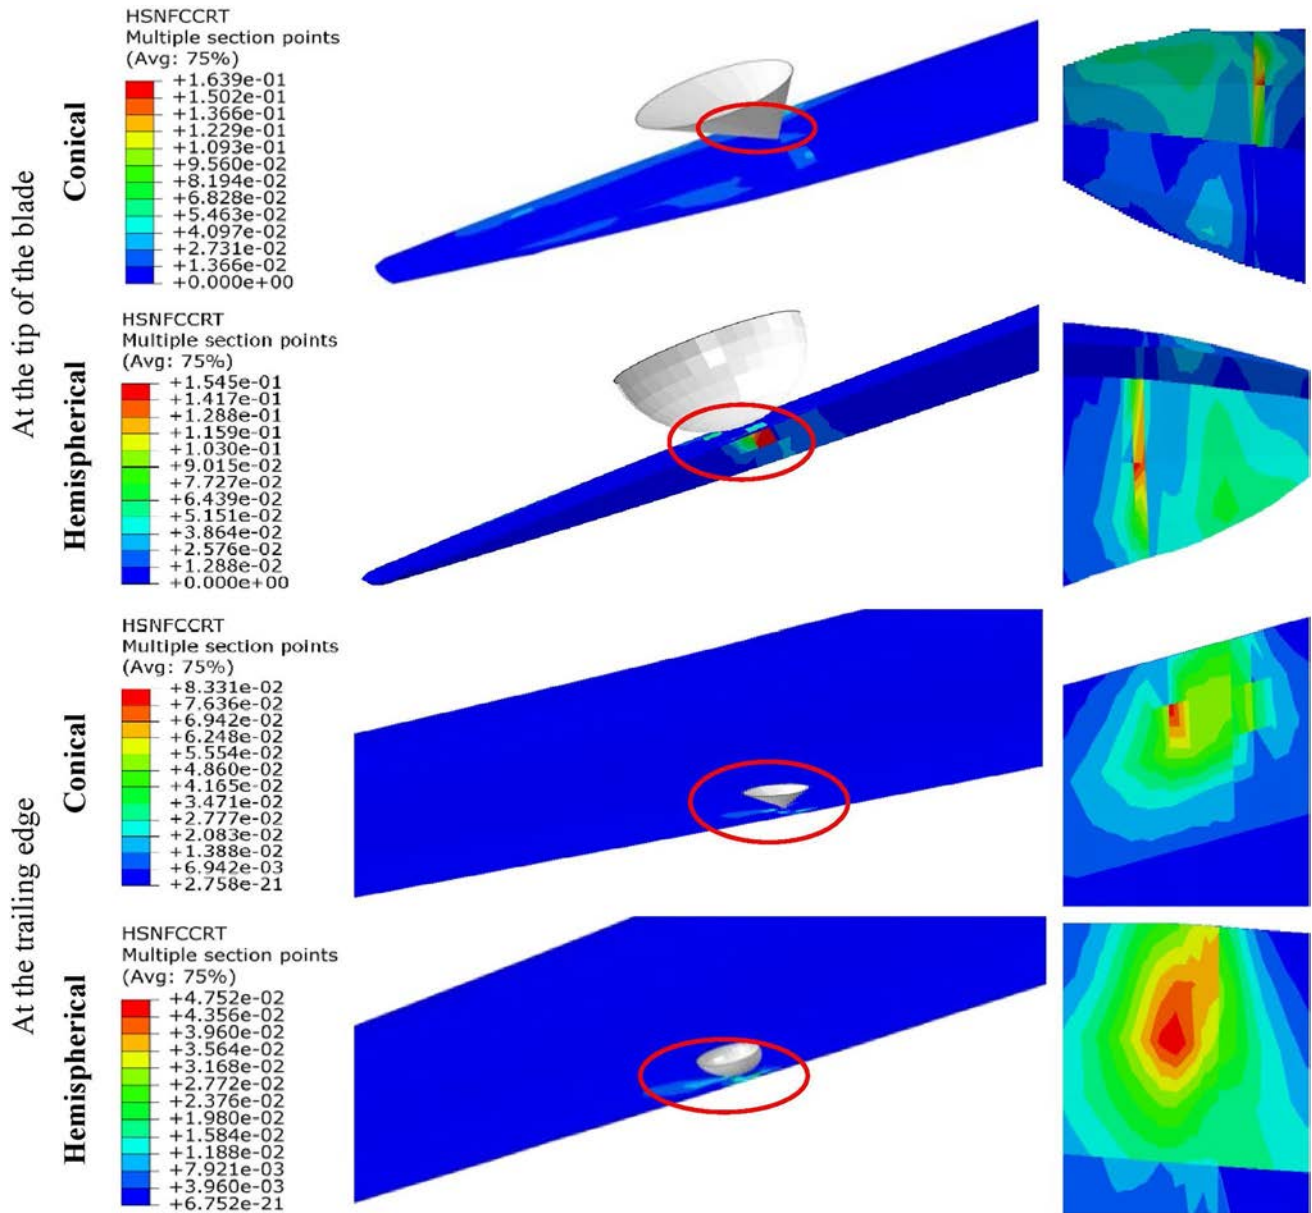 At the tip of the blade
Conical
HSNFCCRT
Multiple section points
(Avg: 75%)
+1.639e-01
+1.502e-01
+1.366e-01
+1.229e-01
+1.093e-01
+9.560e-02
+8.194e-02
+6.828e-02
+5.463e-02
+4.097e-02
+2.731e-02
+1.366e-02
+0.000e+00
Hemispherical
HSNFCCRT
Multiple section points
(Avg: 75%)
+1.545e-01
+1.417e-01
+1.288e-01
+1.159e-01
+1.030e-01
+9.015e-02
+7.727e-02
+6.439e-02
+5.151e-02
+3.864e-02
+2.576e-02
+1.288e-02
+0.000e+00
At the trailing edge
Conical
HSNFCCRT
Multiple section points
(Avg: 75%)
+8.331e-02
+7.636e-02
+6.942e-02
+6.248e-02
+5.554e-02
+4.860e-02
+4.165e-02
+3.471e-02
+2.777e-02
+2.083e-02
+1.388e-02
+6.942e-03
+2.758e-21
Hemispherical
HSNFCCRT
Multiple section points
(Avg: 75%)
+4.752e-02
+4.356e-02
+3.960e-02
+3.564e-02
+3.168e-02
+2.772e-02
+2.376e-02
+1.980e-02
+1.584e-02
+1.188e-02
+7.921e-03
+3.960e-03
+6.752e-21